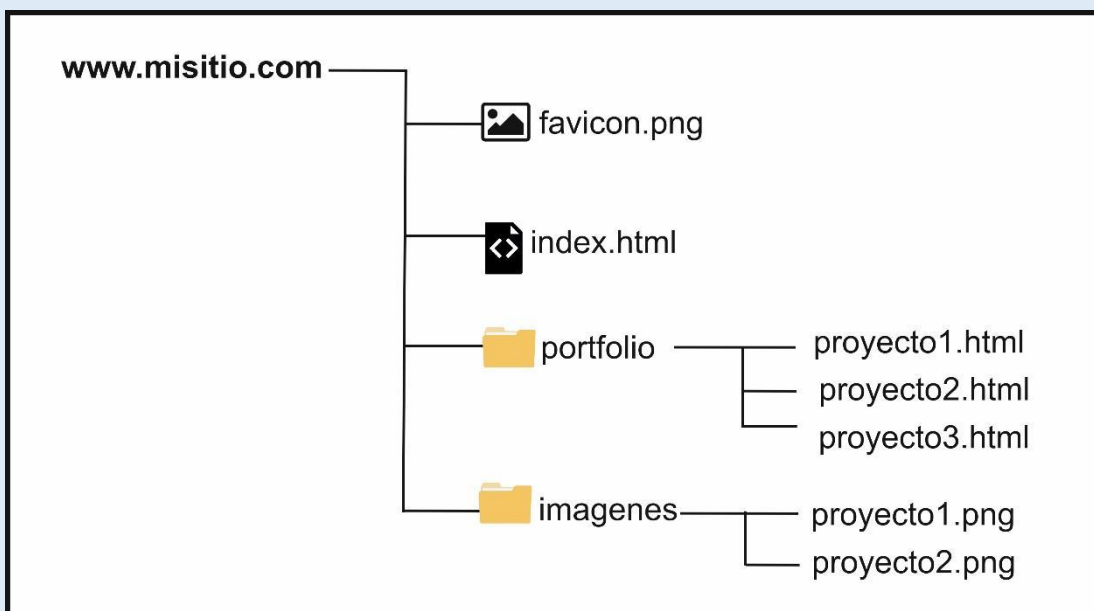 www.misitio.com
favicon.png
index.html
portfolio
proyecto1.html
proyecto2.html
proyecto3.html
imagenes
proyecto1.png
proyecto2.png